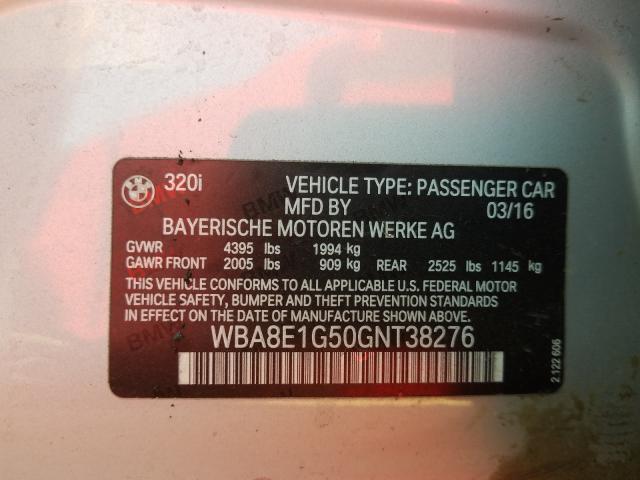 BMW 320i VEHICLE TYPE: PASSENGER CAR
MFD BY 03/16
BAYERISCHE MOTOREN WERKE AG
GVWR 4395 lbs 1994 kg
GAWR FRONT 2005 lbs 909 kg REAR 2525 lbs 1145 kg
THIS VEHICLE CONFORMS TO ALL APPLICABLE U.S. FEDERAL MOTOR
VEHICLE SAFETY, BUMPER AND THEFT PREVENTION STANDARDS
IN EFFECT ON THE DATE OF MANUFACTURE SHOWN ABOVE.
WBA8E1G50GNT38276
2 122 606